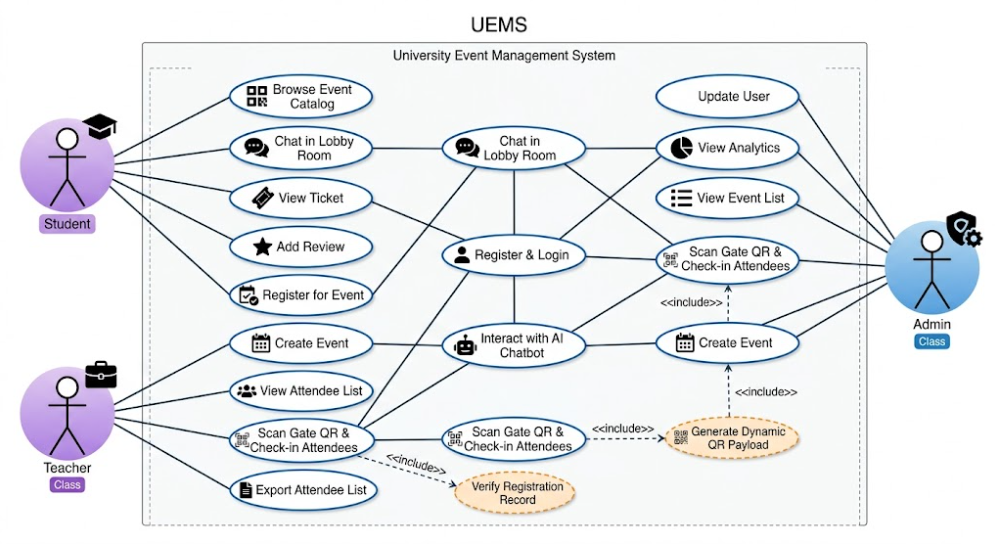 UEMS
University Event Management System
Browse Event
Catalog
Chat in Lobby
Room
View Ticket
Add Review
Register for Event
Create Event
View Attendee List
Scan Gate QR &
Check-in Attendees
Export Attendee List
Chat in
Lobby Room
Register & Login
Interact with AI
Chatbot
Scan Gate QR &
Check-in Attendees
<<include>>
Verify Registration
Record
Update User
View Analytics
View Event List
Scan Gate QR &
Check-in Attendees
<<include>>
Create Event
<<include>>
<<include>>
Generate Dynamic
QR Payload
Student
Teacher
Class
Admin
Class